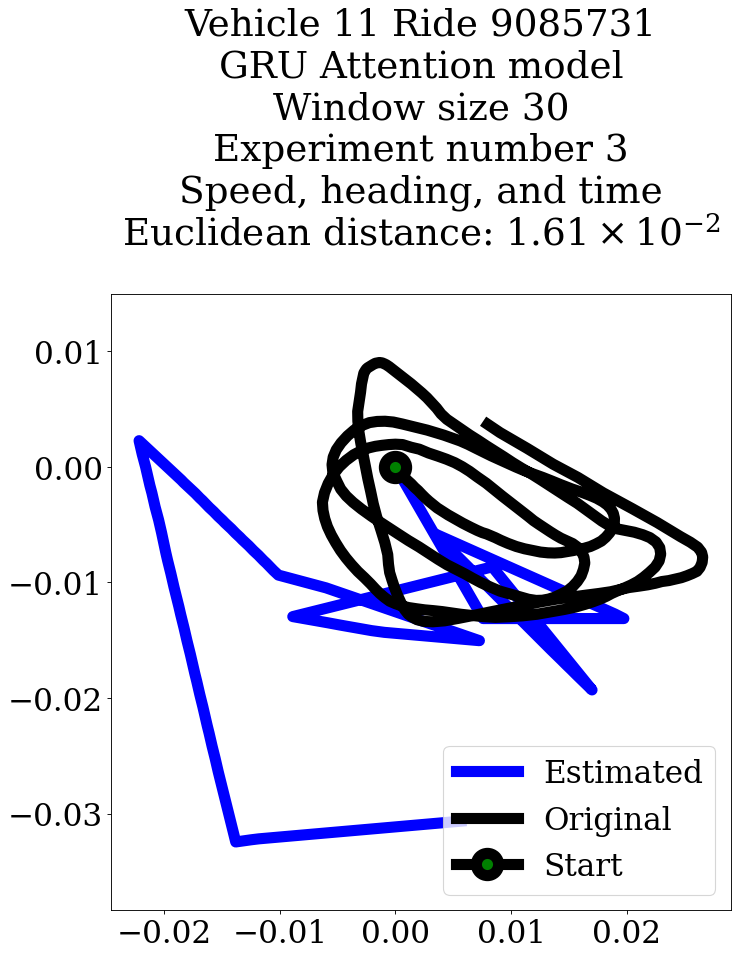 Vehicle 11 Ride 9085731
GRU Attention model
Window size 30
Experiment number 3
Speed, heading, and time
Euclidean distance: 1.61 × 10⁻²
0.01
0.00
−0.01
−0.02
−0.03
Estimated
Original
Start
−0.02 −0.01 0.00 0.01 0.02